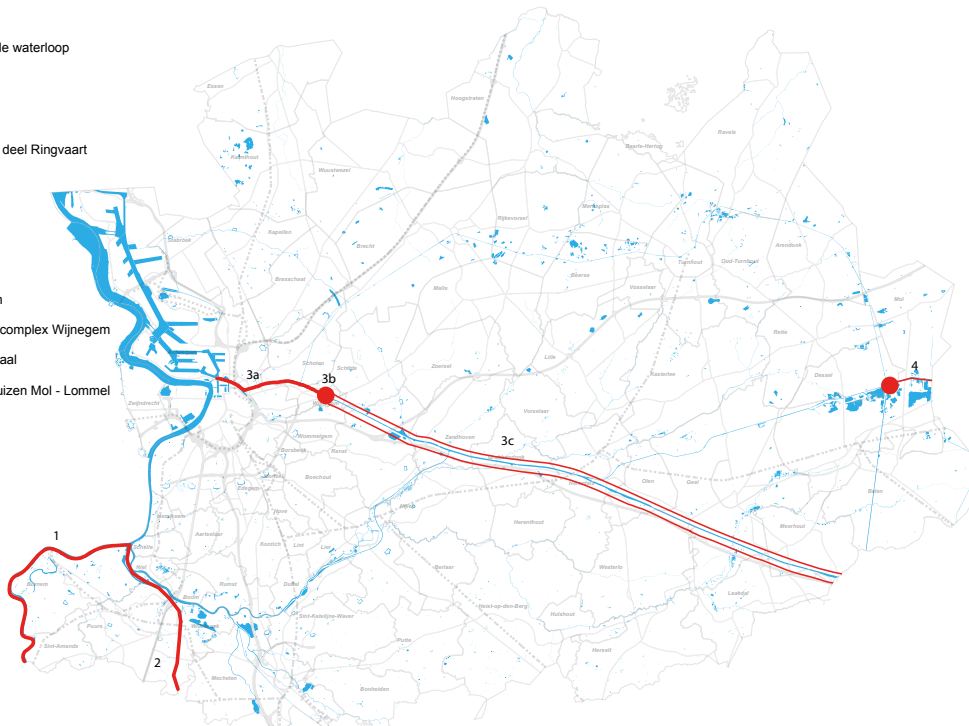 le waterloop
deel Ringvaart
n
complex Wijnegem
aal
uizen Mol - Lommel
Essen
Hoogstraten
Ravels
Baarle-Hertog
Kalmthout
Wuustwezel
Merksplas
Rijkevorsel
Stabroek
Kapellen
Brecht
Arendonk
Turnhout
Oud-Turnhout
Beerse
Brasschaat
Malle
Vosselaar
Mol
Retie
Lille
Schoten
Schilde
Zoersel
Kasterlee
Dessel
3a
3b
4
Zwijndrecht
Vorselaar
Wommelgem
Zandhoven
3c
Borsbeek
Ranst
Boechout
Olen
Geel
Edegem
Balen
Hemiksem
Hove
Nijlen
Herenthout
Meerhout
Aartselaar
1
Schelle
Kontich
Lint
Lier
Niel
Berlaar
Westerlo
Bornem
Rumst
Duffel
Laakdal
Boom
Heist-op-den-Berg
Hulshout
Puurs
Sint-Katelijne-Waver
Willebroek
Sint-Amands
Putte
Herselt
2
Mechelen
Bonheiden